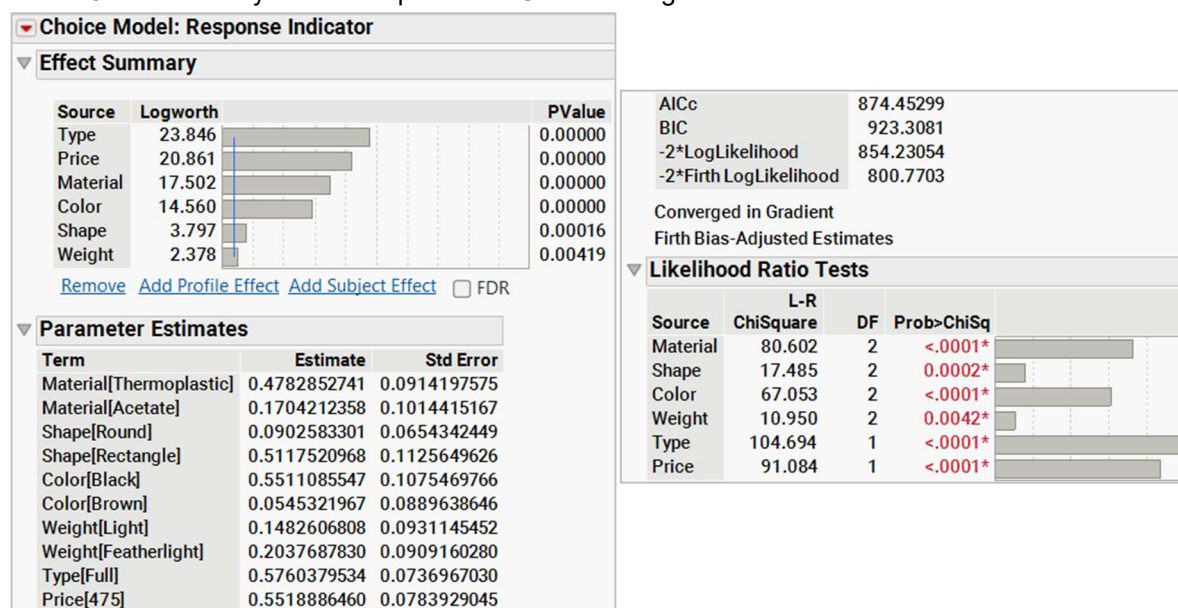 Choice Model: Response Indicator
Effect Summary
Source Logworth PValue
Type 23.846 0.00000
Price 20.861 0.00000
Material 17.502 0.00000
Color 14.560 0.00000
Shape 3.797 0.00016
Weight 2.378 0.00419
Remove Add Profile Effect Add Subject Effect FDR
Parameter Estimates
Term Estimate Std Error
Material[Thermoplastic] 0.4782852741 0.0914197575
Material[Acetate] 0.1704212358 0.1014415167
Shape[Round] 0.0902583301 0.0654342449
Shape[Rectangle] 0.5117520968 0.1125649626
Color[Black] 0.5511085547 0.1075469766
Color[Brown] 0.0545321967 0.0889638646
Weight[Light] 0.1482606808 0.0931145452
Weight[Featherlight] 0.2037687830 0.0909160280
Type[Full] 0.5760379534 0.0736967030
Price[475] 0.5518886460 0.0783929045
AICc 874.45299
BIC 923.3081
-2*LogLikelihood 854.23054
-2*Firth LogLikelihood 800.7703
Converged in Gradient
Firth Bias-Adjusted Estimates
Likelihood Ratio Tests
L-R
Source ChiSquare DF Prob>ChiSq
Material 80.602 2 <.0001*
Shape 17.485 2 0.0002*
Color 67.053 2 <.0001*
Weight 10.950 2 0.0042*
Type 104.694 1 <.0001*
Price 91.084 1 <.0001*